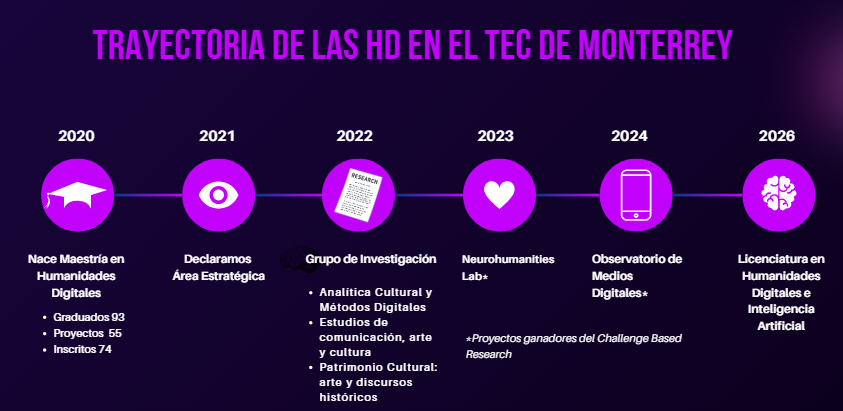 TRAYECTORIA DE LAS HD EN EL TEC DE MONTERREY
2020
2021
2022
2023
2024
2026
RESEARCH
Nace Maestría en
Humanidades
Digitales
• Graduados 93
• Proyectos 55
• Inscritos 74
Declaramos
Área Estratégica
Grupo de Investigación
• Analítica Cultural y
Métodos Digitales
• Estudios de
comunicación, arte
y cultura
• Patrimonio Cultural:
arte y discursos
históricos
Neurohumanities
Lab*
Observatorio de
Medios
Digitales*
*Proyectos ganadores del Challenge Based
Research
Licenciatura en
Humanidades
Digitales e
Inteligencia
Artificial